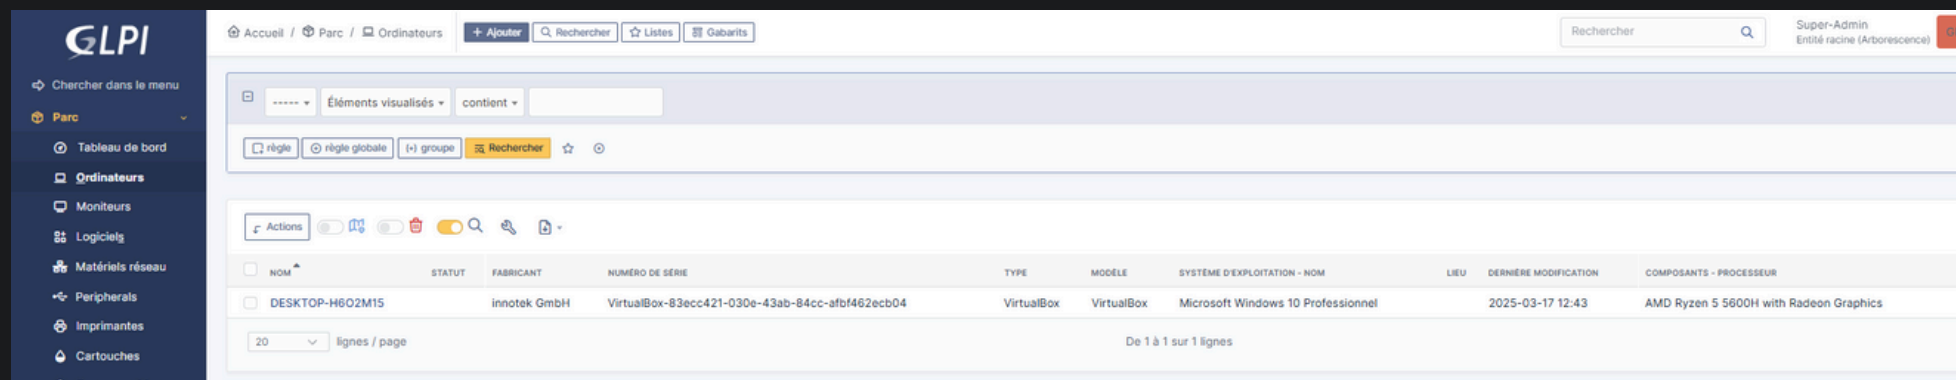 GLPI
Chercher dans le menu
Parc
Tableau de bord
Ordinateurs
Moniteurs
Logiciels
Matériels réseau
Peripherals
Imprimantes
Cartouches
Accueil / Parc / Ordinateurs
+ Ajouter
Rechercher
Listes
Gabarits
Rechercher
Super-Admin
Entité racine (Arborescence)
-----
Éléments visualisés
contient
règle
règle globale
(+) groupe
Rechercher
Actions
NOM STATUT FABRICANT NUMÉRO DE SÉRIE TYPE MODÈLE SYSTÈME D'EXPLOITATION - NOM LIEU DERNIÈRE MODIFICATION COMPOSANTS - PROCESSEUR
DESKTOP-H6O2M15 innotek GmbH VirtualBox-83ecc421-030e-43ab-84cc-afbf462ecb04 VirtualBox VirtualBox Microsoft Windows 10 Professionnel 2025-03-17 12:43 AMD Ryzen 5 5600H with Radeon Graphics
20 lignes / page
De 1 à 1 sur 1 lignes